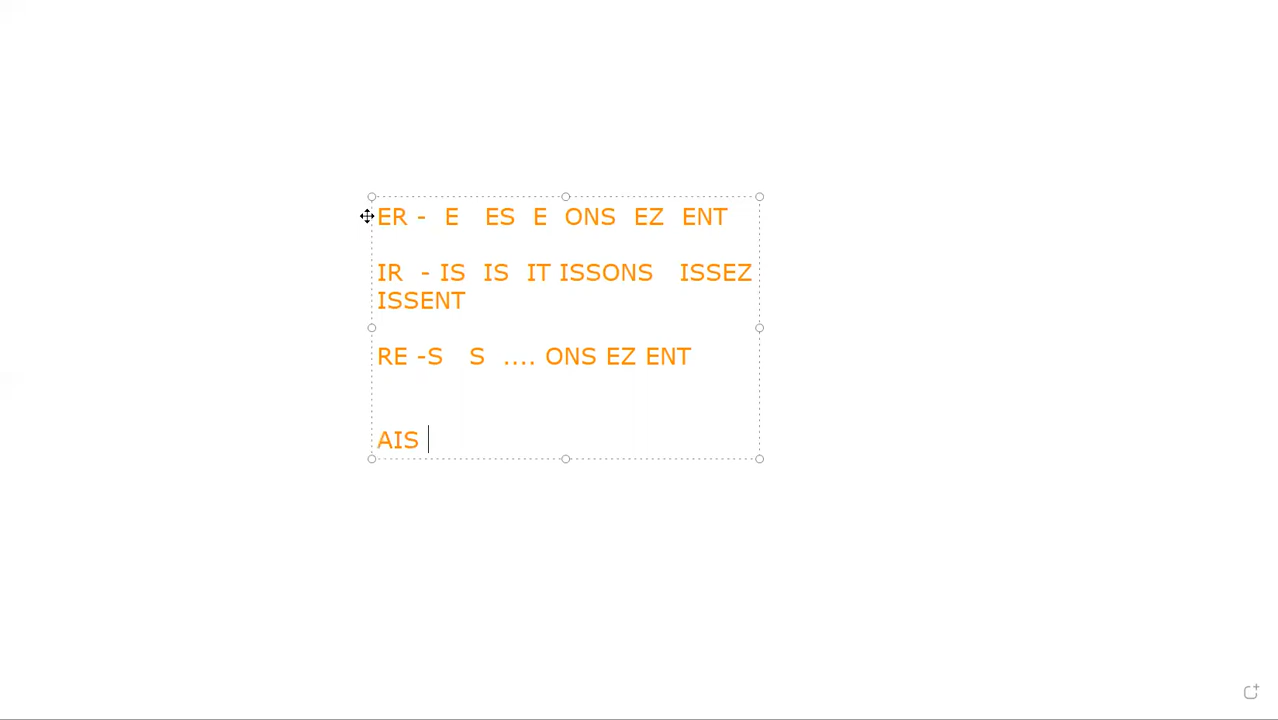 ER - E ES E ONS EZ ENT
IR - IS IS IT ISSONS ISSEZ
ISSENT
RE -S S .... ONS EZ ENT
AIS